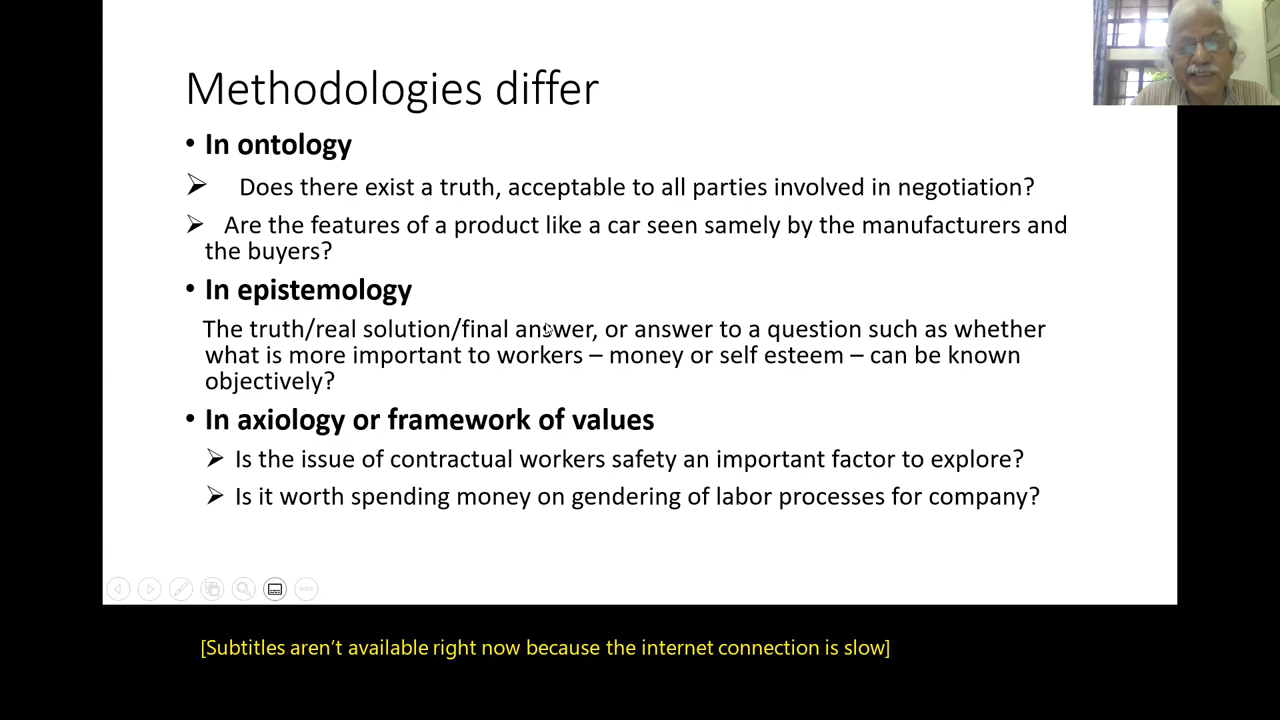 Methodologies differ
• In ontology
➢ Does there exist a truth, acceptable to all parties involved in negotiation?
➢ Are the features of a product like a car seen samely by the manufacturers and
the buyers?
• In epistemology
The truth/real solution/final answer, or answer to a question such as whether
what is more important to workers – money or self esteem – can be known
objectively?
• In axiology or framework of values
➢ Is the issue of contractual workers safety an important factor to explore?
➢ Is it worth spending money on gendering of labor processes for company?
[Subtitles aren't available right now because the internet connection is slow]